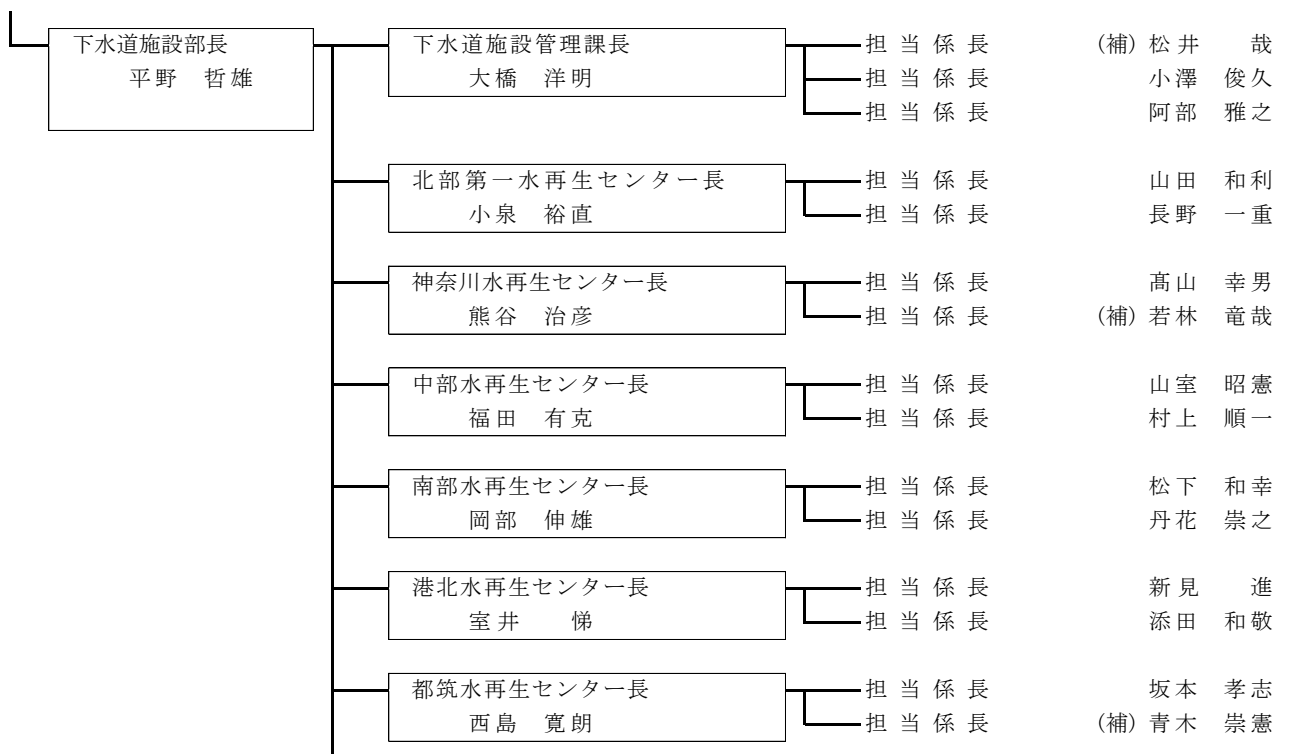 下水道施設部長
平野 哲雄
下水道施設管理課長
大橋 洋明
担当係長 (補) 松井 哉
担当係長 小澤 俊久
担当係長 阿部 雅之
北部第一水再生センター長
小泉 裕直
担当係長 山田 和利
担当係長 長野 一重
神奈川水再生センター長
熊谷 治彦
担当係長 髙山 幸男
担当係長 (補) 若林 竜哉
中部水再生センター長
福田 有克
担当係長 山室 昭憲
担当係長 村上 順一
南部水再生センター長
岡部 伸雄
担当係長 松下 和幸
担当係長 丹花 崇之
港北水再生センター長
室井 悌
担当係長 新見 進
担当係長 添田 和敬
都筑水再生センター長
西島 寛朗
担当係長 坂本 孝志
担当係長 (補) 青木 崇憲